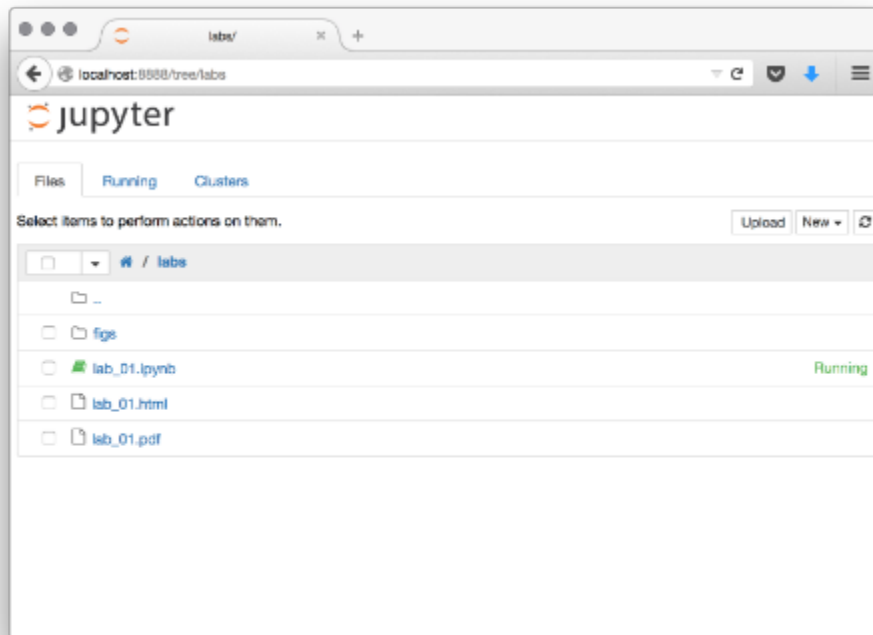 labs/
localhost:8888/tree/labs
jupyter
Files Running Clusters
Select items to perform actions on them.
Upload New
/ labs
..
figs
lab_01.ipynb Running
lab_01.html
lab_01.pdf